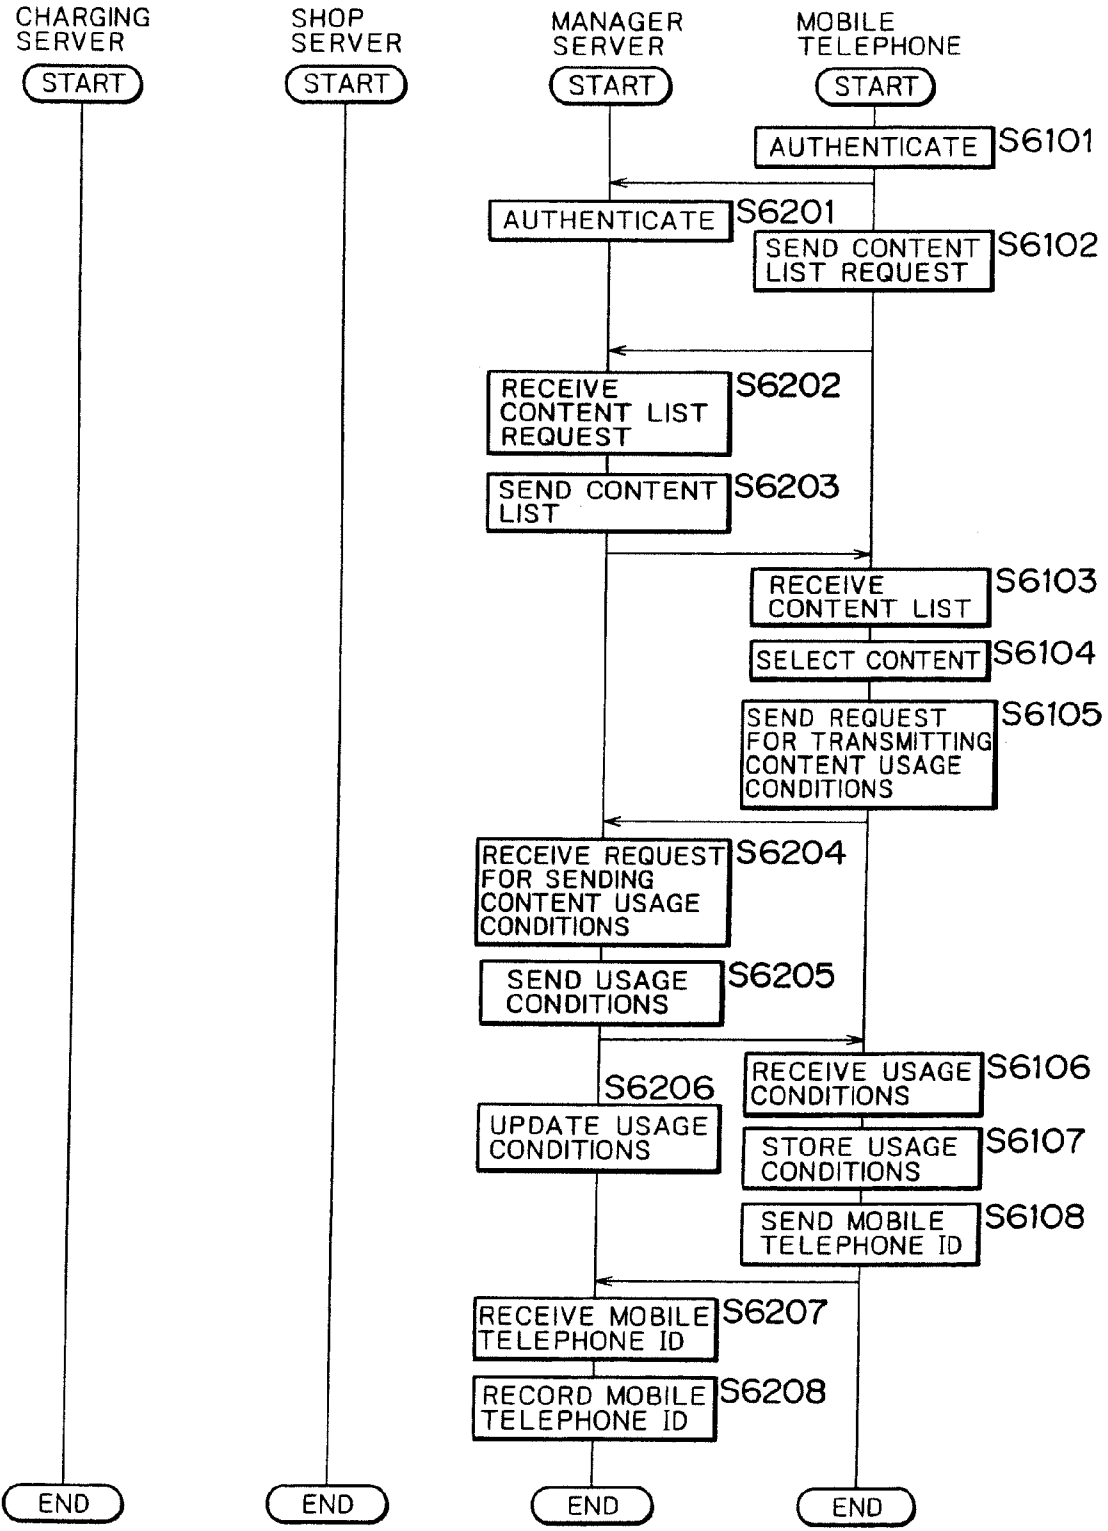 CHARGING
SERVER
SHOP
SERVER
MANAGER
SERVER
MOBILE
TELEPHONE
START
START
START
START
AUTHENTICATE
S6101
AUTHENTICATE
S6201
SEND CONTENT
LIST REQUEST
S6102
RECEIVE
CONTENT LIST
REQUEST
S6202
SEND CONTENT
LIST
S6203
RECEIVE
CONTENT LIST
S6103
SELECT CONTENT
S6104
SEND REQUEST
FOR TRANSMITTING
CONTENT USAGE
CONDITIONS
S6105
RECEIVE REQUEST
FOR SENDING
CONTENT USAGE
CONDITIONS
S6204
SEND USAGE
CONDITIONS
S6205
RECEIVE USAGE
CONDITIONS
S6106
S6206
UPDATE USAGE
CONDITIONS
STORE USAGE
CONDITIONS
S6107
SEND MOBILE
TELEPHONE ID
S6108
RECEIVE MOBILE
TELEPHONE ID
S6207
RECORD MOBILE
TELEPHONE ID
S6208
END
END
END
END